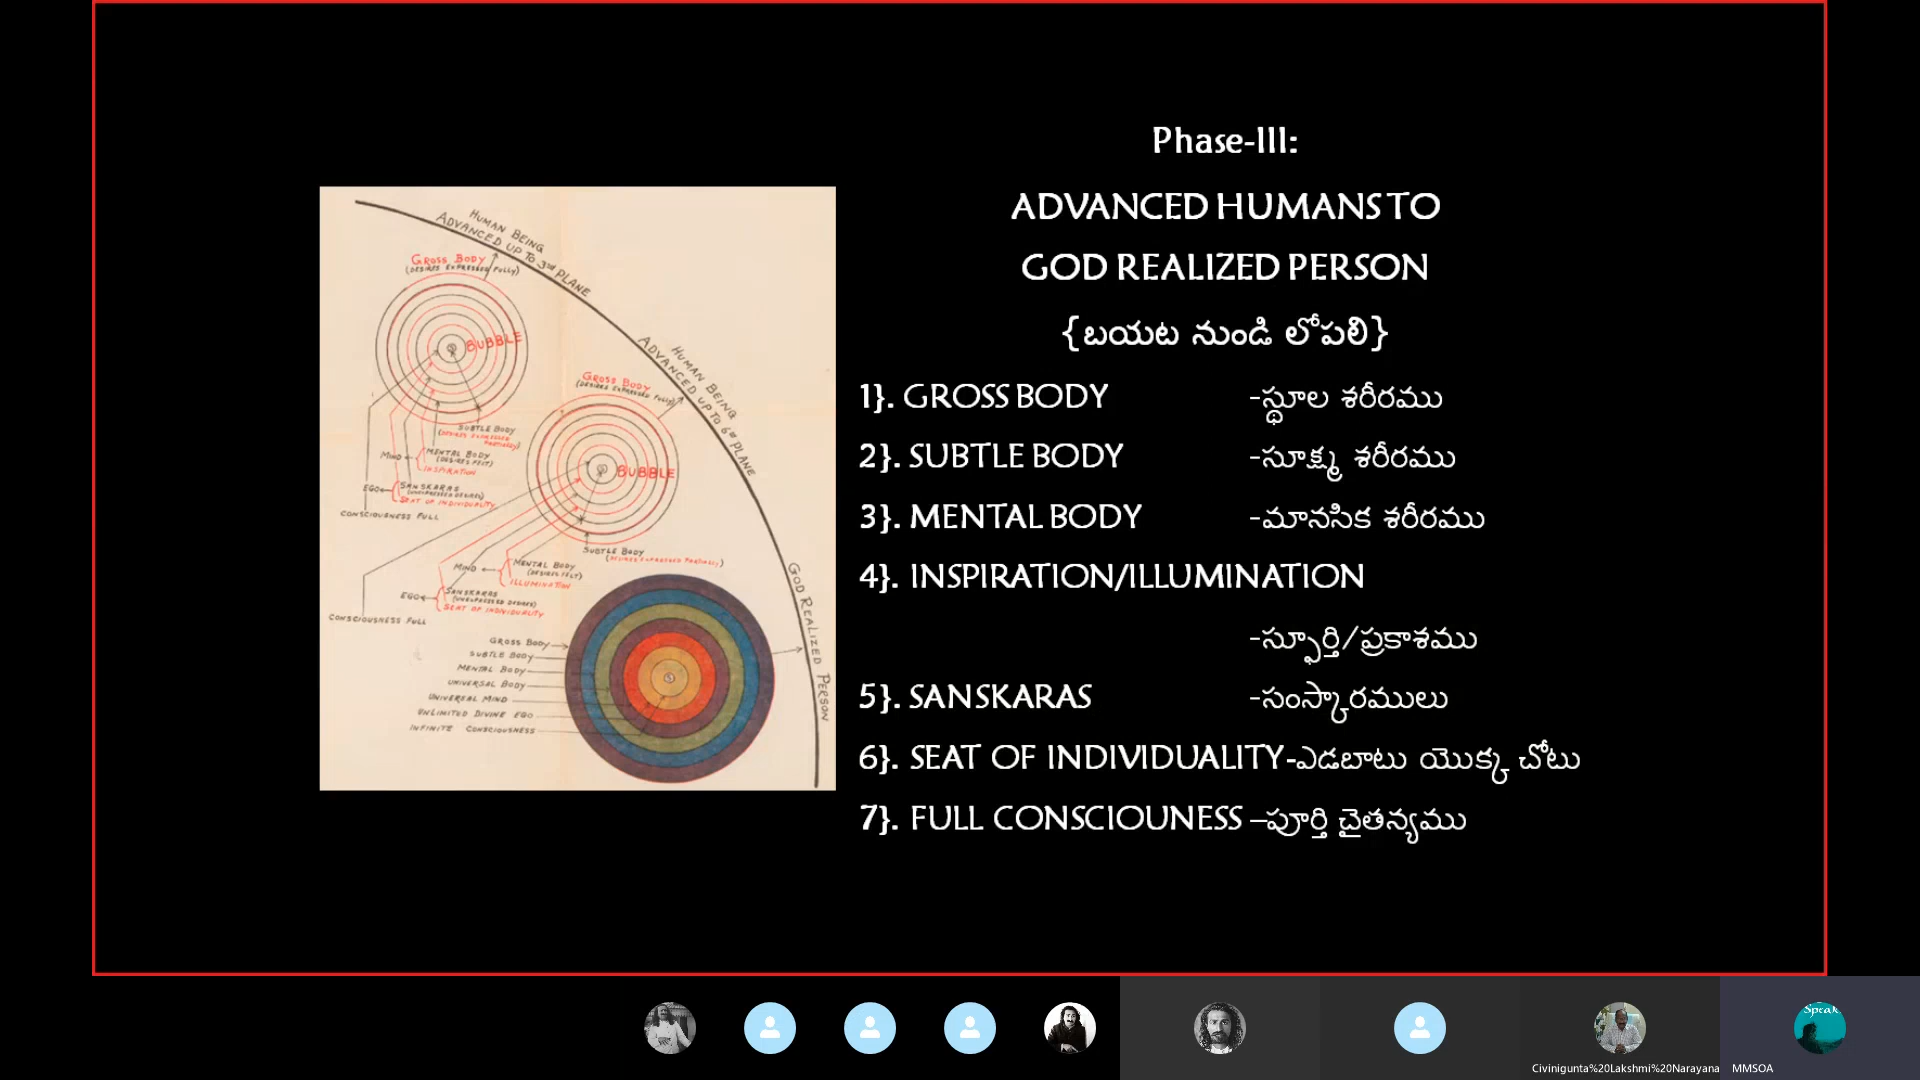 HUMAN BEING
ADVANCED UP TO 3rd PLANE
GROSS BODY
(DESIRES EXPRESSED FULLY)
BUBBLE
SUBTLE BODY
(DESIRES EXPRESSED PARTIALLY)
MIND
MENTAL BODY
(DESIRES FELT)
INSPIRATION
EGO
SANSKARAS
(UNEXPRESSED DESIRES)
SEAT OF INDIVIDUALITY
CONSCIOUSNESS FULL
HUMAN BEING
ADVANCED UP TO 6th PLANE
GROSS BODY
(DESIRES EXPRESSED FULLY)
BUBBLE
SUBTLE BODY
(DESIRES EXPRESSED PARTIALLY)
MIND
MENTAL BODY
(DESIRES FELT)
ILLUMINATION
EGO
SANSKARAS
(UNEXPRESSED DESIRES)
SEAT OF INDIVIDUALITY
CONSCIOUSNESS FULL
GOD REALIZED PERSON
GROSS BODY
SUBTLE BODY
MENTAL BODY
UNIVERSAL BODY
UNIVERSAL MIND
UNLIMITED DIVINE EGO
INFINITE CONSCIOUSNESS
Phase-III:
ADVANCED HUMANS TO
GOD REALIZED PERSON
{బయట నుండి లోపలి}
1}. GROSS BODY -స్థూల శరీరము
2}. SUBTLE BODY -సూక్ష్మ శరీరము
3}. MENTAL BODY -మానసిక శరీరము
4}. INSPIRATION/ILLUMINATION
-స్ఫూర్తి/ప్రకాశము
5}. SANSKARAS -సంస్కారములు
6}. SEAT OF INDIVIDUALITY-ఎడబాటు యొక్క చోటు
7}. FULL CONSCIOUNESS –పూర్తి చైతన్యము
Speak
Civinigunta%20Lakshmi%20Narayana
MMSOA